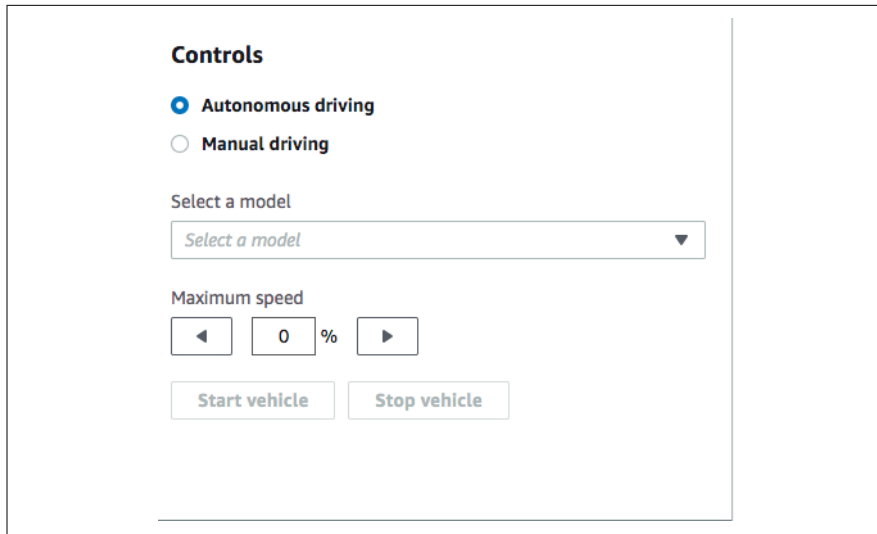 Controls
Autonomous driving
Manual driving
Select a model
Select a model
Maximum speed
0 %
Start vehicle Stop vehicle